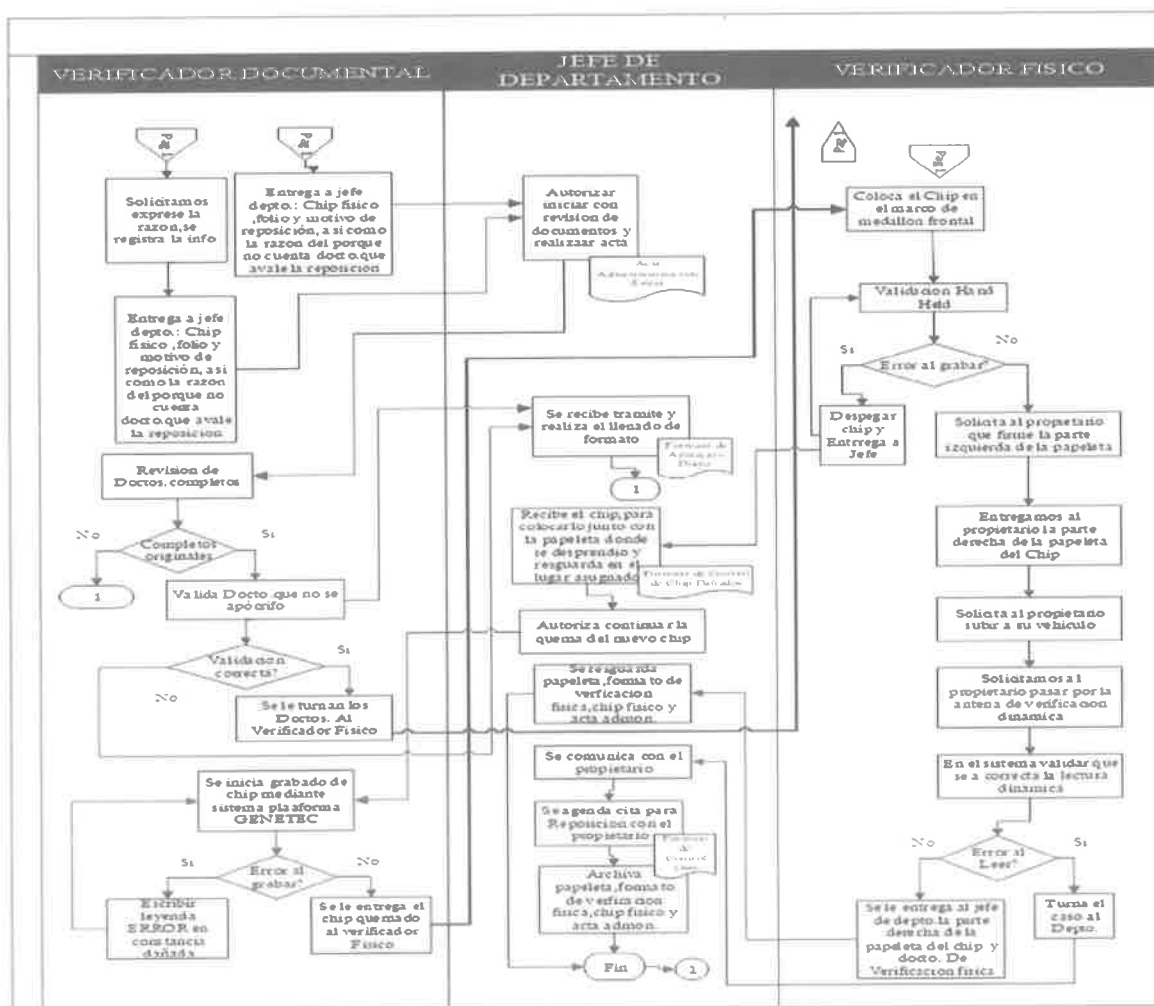 VERIFICADOR DOCUMENTAL
JEFE DE
DEPARTAMENTO
VERIFICADOR FISICO
Solicitamos
exprese la
razon,se
registra la info
Entrega a jefe
depto.: Chip fisico
,folio y motivo de
reposición, a si como
la razon del porque
no cuenta docto.que
avale la reposición
Entrega a jefe
depto.: Chip
físico ,folio y
motivo de
reposición, a si
como la razon
del porque no
cuenta
docto.que avale
la reposicion
Revision de
Doctos. completos
No
Completos
originales
Si
1
Valida Docto que no se
apócrifo
Validacion
correcta?
Si
No
Se le turnan los
Doctos. Al
Verificador Fisico
Se inicia grabado de
chip mediante
sistema plaaforma
GENETEC
Si
Error al
grabar?
No
Escribir
leyenda
ERROR en
constancia
dañada
Se le entrega el
chip quemado
al verificador
Fisico
Autorizar
iniciar con
revision de
documentos y
realizaar acta
Se recibe tramite y
realiza el llenado de
formato
1
Recibe el chip,para
colocarlo junto con
la papeleta donde
se desprendio y
resguarda en el
lugar asignado
Autoriza continuar la
quema del nuevo chip
Se resguarda
papeleta,formato de
verficacion
fisica,chip fisico y
acta admon.
Se comunica con el
propietario
Se agenda cita para
Reposicion con el
propietario
Archiva
papeleta,formato
de verificacion
fisica,chip fisico y
acta admon.
Fin
1
Coloca el Chip en
el marco de
medallon frontal
Validacion Hand
Held
Si
Error al grabar?
No
Despegar
chip y
Entrrega a
Jefe
Solicita al propietario
que firme la parte
izquierda de la papeleta
Entregamos al
propietario la parte
derecha de la papeleta
del Chip
Solicita al propietario
subir a su vehículo
Solicitamos al
propietario pasar por la
antena de verificacion
dinamica
En el sistema validar que
se a correcta la lectura
dinamica
No
Error al
Leer?
Si
Se le entrega al jefe
de depto. la parte
derecha de la
papeleta del chip y
docto. De
Verificacion fisica
Turna el
caso al
Depto.